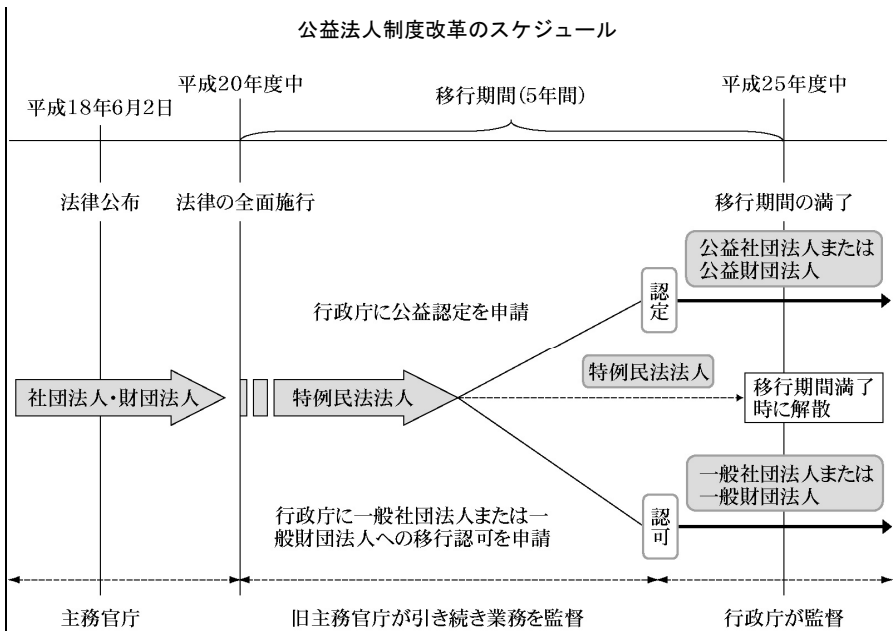 公益法人制度改革のスケジュール
平成18年6月2日
平成20年度中
移行期間(5年間)
平成25年度中
法律公布
法律の全面施行
移行期間の満了
公益社団法人または
公益財団法人
認定
行政庁に公益認定を申請
社団法人・財団法人
特例民法法人
特例民法法人
移行期間満了
時に解散
一般社団法人または
一般財団法人
認可
行政庁に一般社団法人または一
般財団法人への移行認可を申請
主務官庁
旧主務官庁が引き続き業務を監督
行政庁が監督